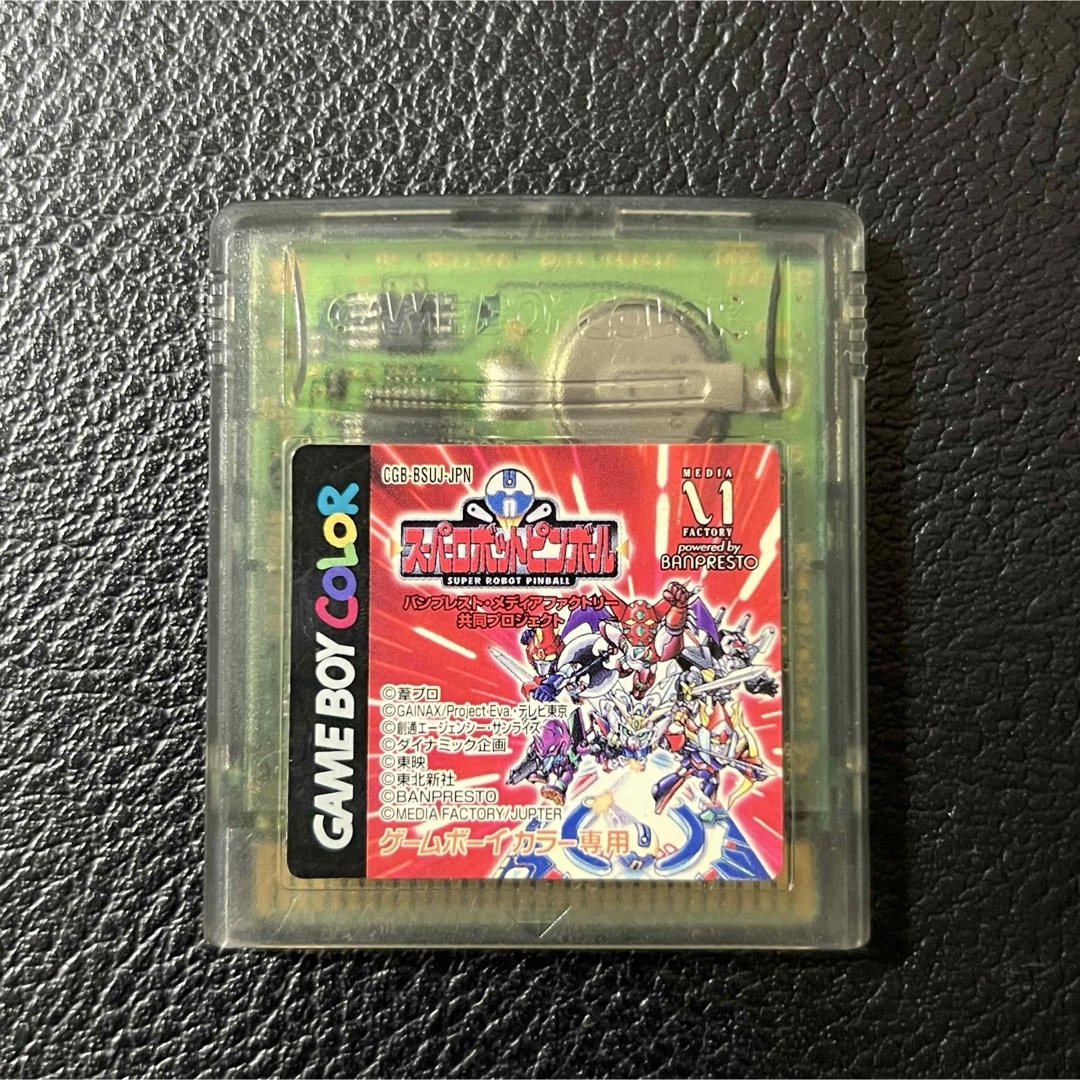 GAME BOY COLOR
GAME BOY COLOR
CGB-BSUJ-JPN
スーパーロボットピンボール
SUPER ROBOT PINBALL
バンプレスト・メディアファクトリー
共同プロジェクト
MEDIA
FACTORY
powered by
BANPRESTO
©葦プロ
©GAINAX/Project Eva.・テレビ東京
©創通エージェンシー・サンライズ
©ダイナミック企画
©東映
©東北新社
©BANPRESTO
©MEDIA FACTORY/JUPTER
ゲームボーイカラー専用